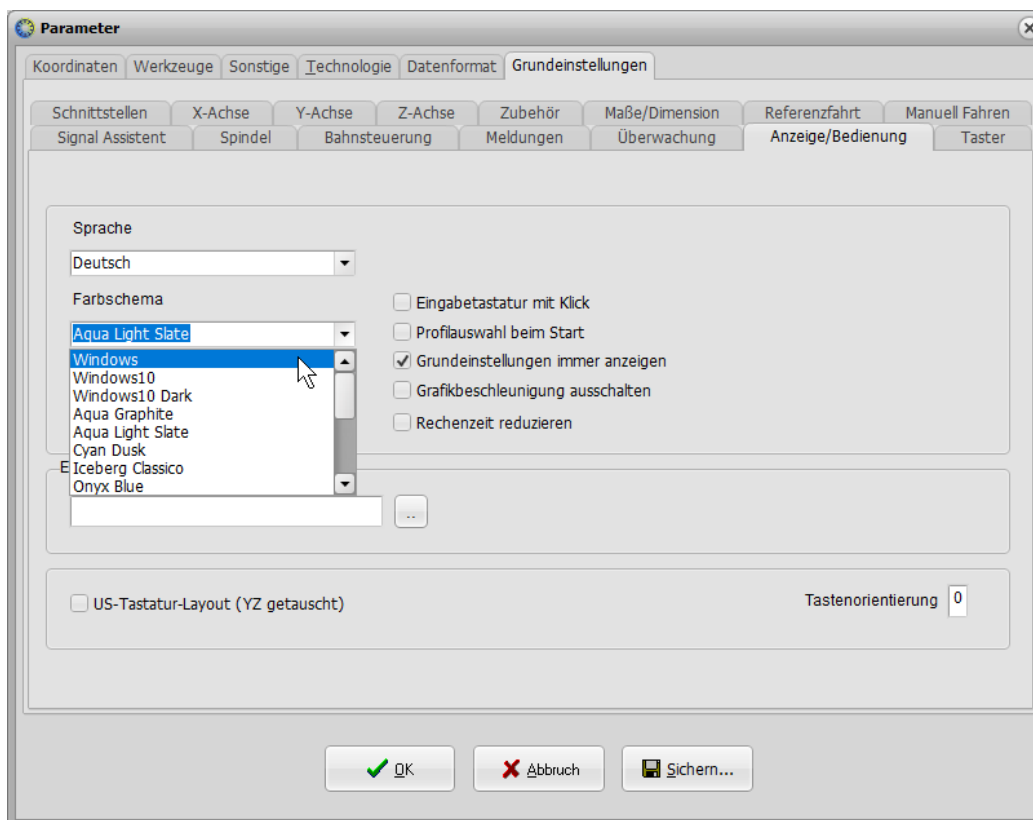 Parameter
Koordinaten Werkzeuge Sonstige Technologie Datenformat Grundeinstellungen
Schnittstellen X-Achse Y-Achse Z-Achse Zubehör Maße/Dimension Referenzfahrt Manuell Fahren
Signal Assistent Spindel Bahnsteuerung Meldungen Überwachung Anzeige/Bedienung Taster
Sprache
Deutsch
Farbschema
Aqua Light Slate
Windows
Windows10
Windows10 Dark
Aqua Graphite
Aqua Light Slate
Cyan Dusk
Iceberg Classico
Onyx Blue
Eingabetastatur mit Klick
Profilauswahl beim Start
Grundeinstellungen immer anzeigen
Grafikbeschleunigung ausschalten
Rechenzeit reduzieren
E
..
US-Tastatur-Layout (YZ getauscht)
Tastenorientierung 0
OK Abbruch Sichern...